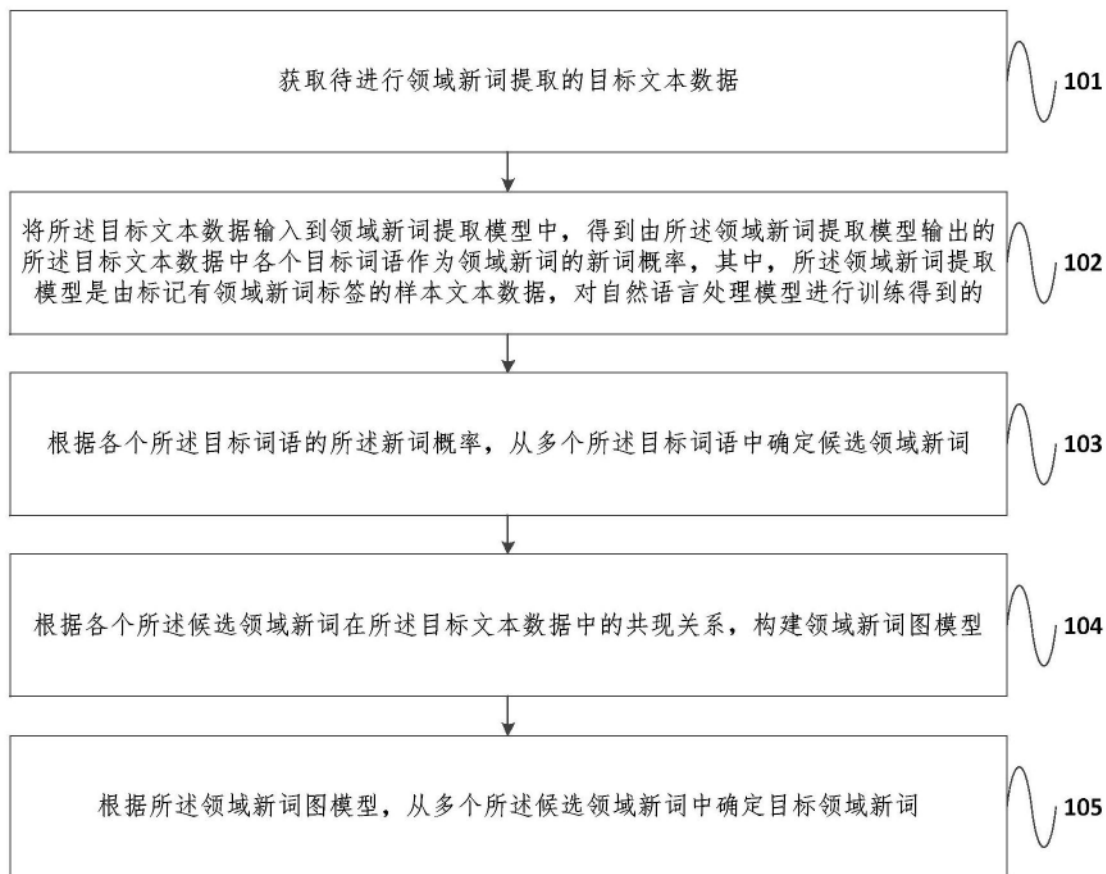 获取待进行领域新词提取的目标文本数据
101
将所述目标文本数据输入到领域新词提取模型中，得到由所述领域新词提取模型输出的
所述目标文本数据中各个目标词语作为领域新词的新词概率，其中，所述领域新词提取
模型是由标记有领域新词标签的样本文本数据，对自然语言处理模型进行训练得到的
102
根据各个所述目标词语的所述新词概率，从多个所述目标词语中确定候选领域新词
103
根据各个所述候选领域新词在所述目标文本数据中的共现关系，构建领域新词图模型
104
根据所述领域新词图模型，从多个所述候选领域新词中确定目标领域新词
105